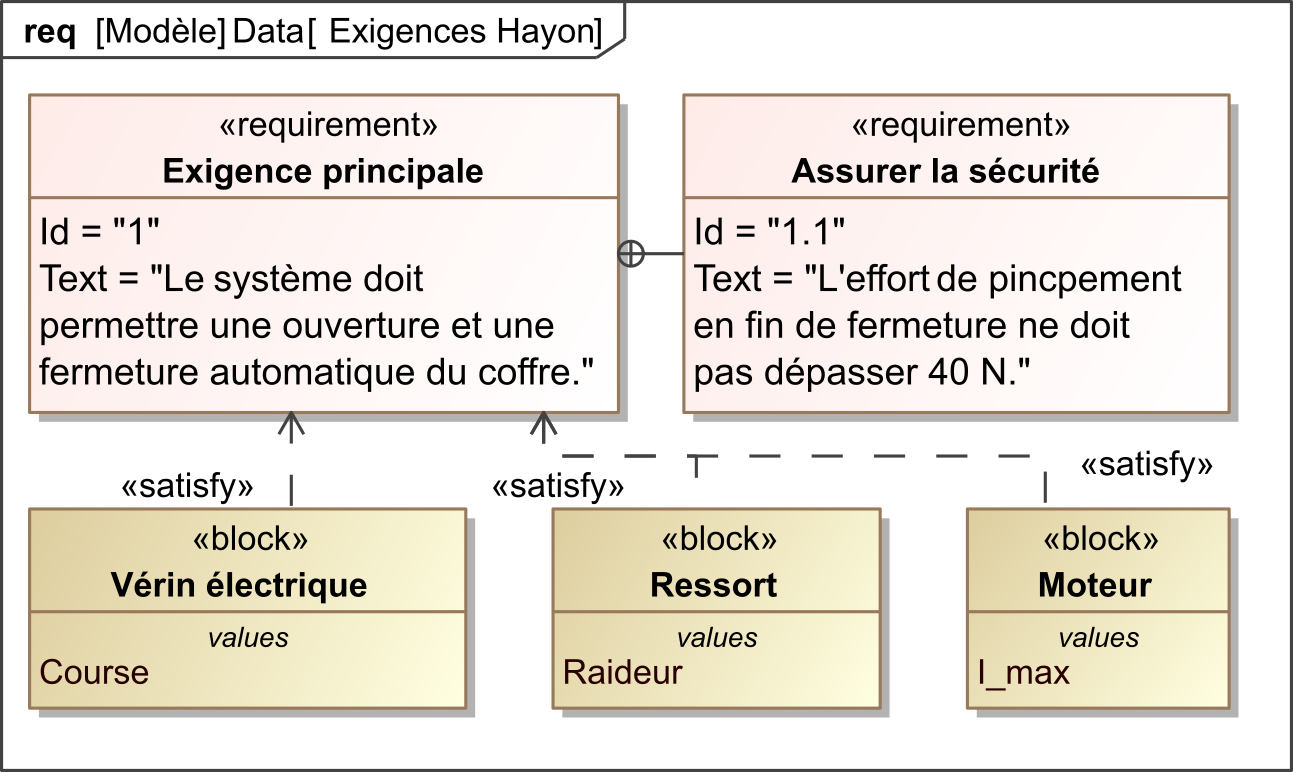 req [Modèle] Data[ Exigences Hayon]
«requirement»
Exigence principale
Id = "1"
Text = "Le système doit
permettre une ouverture et une
fermeture automatique du coffre."
«requirement»
Assurer la sécurité
Id = "1.1"
Text = "L'effort de pincpement
en fin de fermeture ne doit
pas dépasser 40 N."
«satisfy»
«satisfy»
«satisfy»
«block»
Vérin électrique
values
Course
«block»
Ressort
values
Raideur
«block»
Moteur
values
I_max